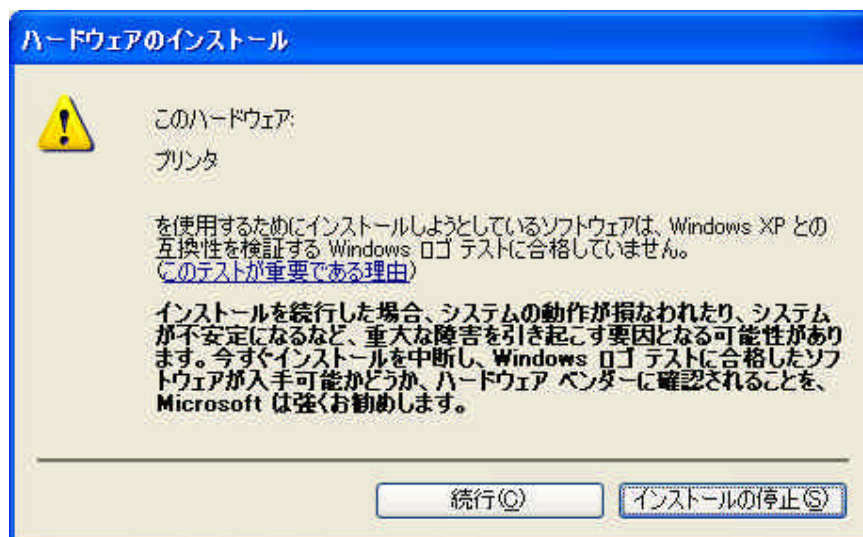 ハードウェアのインストール
このハードウェア:
プリンタ
を使用するためにインストールしようとしているソフトウェアは、Windows XP との
互換性を検証する Windows ロゴ テストに合格していません。
(このテストが重要である理由)
インストールを続行した場合、システムの動作が損なわれたり、システム
が不安定になるなど、重大な障害を引き起こす要因となる可能性があり
ます。今すぐインストールを中断し、Windows ロゴ テストに合格したソフ
トウェアが入手可能かどうか、ハードウェア ベンダーに確認されることを、
Microsoft は強くお勧めします。
続行(C) インストールの停止(S)